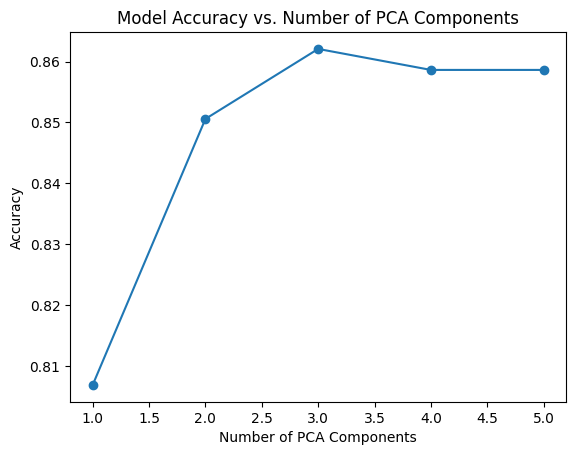 Model Accuracy vs. Number of PCA Components
0.86
0.85
0.84
0.83
0.82
0.81
Accuracy
1.0 1.5 2.0 2.5 3.0 3.5 4.0 4.5 5.0
Number of PCA Components